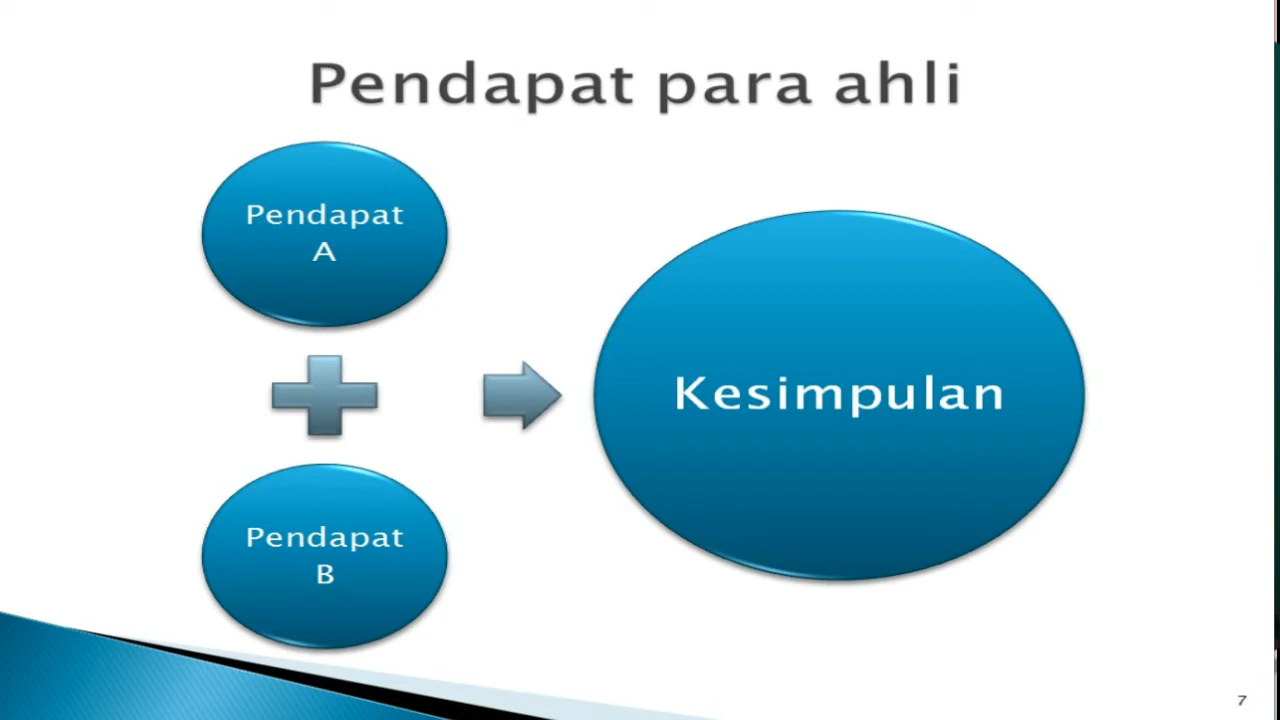 Pendapat para ahli
Pendapat
A
Pendapat
B
Kesimpulan
7